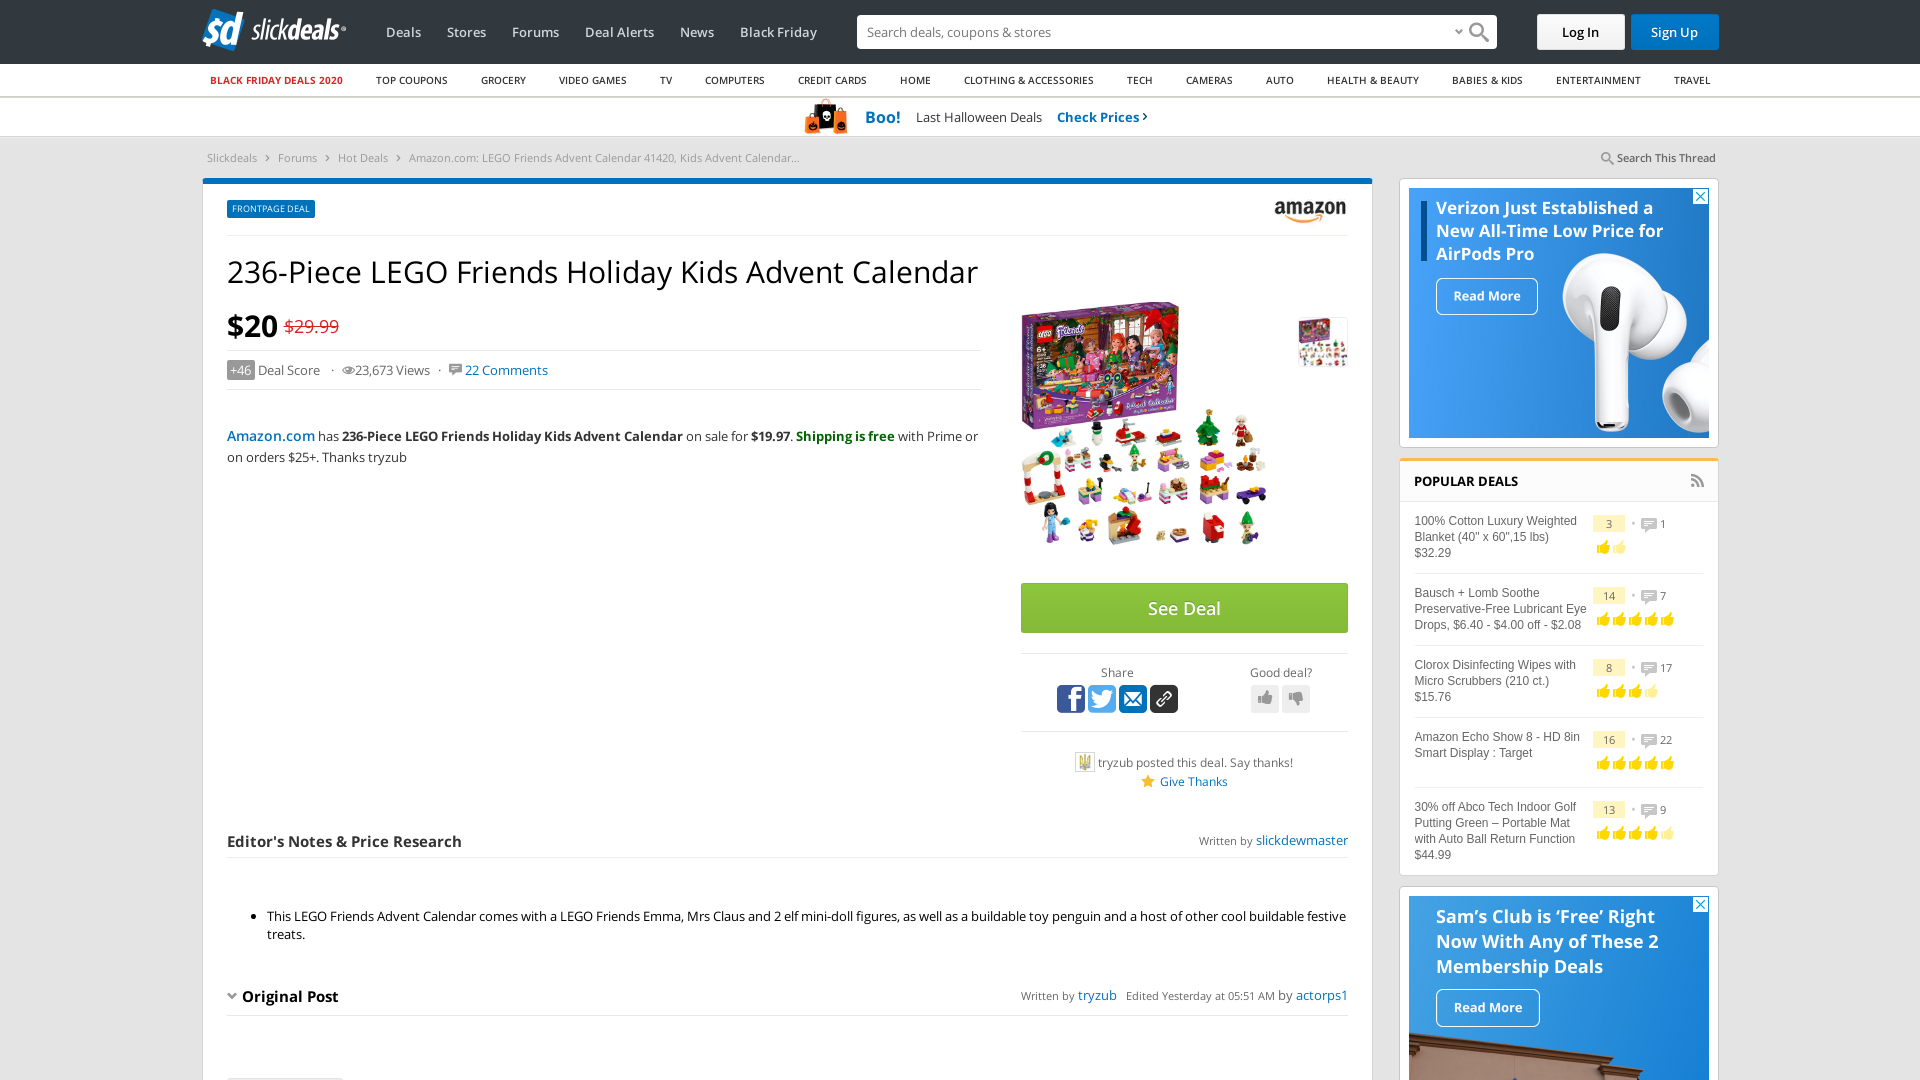 slickdeals
Deals
Stores
Forums
Deal Alerts
News
Black Friday
Search deals, coupons & stores
Log In
Sign Up
BLACK FRIDAY DEALS 2020
TOP COUPONS
GROCERY
VIDEO GAMES
TV
COMPUTERS
CREDIT CARDS
HOME
CLOTHING & ACCESSORIES
TECH
CAMERAS
AUTO
HEALTH & BEAUTY
BABIES & KIDS
ENTERTAINMENT
TRAVEL
Boo! Last Halloween Deals Check Prices ›
Slickdeals › Forums › Hot Deals › Amazon.com: LEGO Friends Advent Calendar 41420, Kids Advent Calendar...
Search This Thread
FRONTPAGE DEAL
amazon
236-Piece LEGO Friends Holiday Kids Advent Calendar
$20 $29.99
+46 Deal Score · 23,673 Views · 22 Comments
Amazon.com has 236-Piece LEGO Friends Holiday Kids Advent Calendar on sale for $19.97. Shipping is free with Prime or
on orders $25+. Thanks tryzub
LEGO Friends
6+
Advent Calendar
See Deal
Share
Good deal?
tryzub posted this deal. Say thanks!
Give Thanks
Editor's Notes & Price Research
Written by slickdewmaster
• This LEGO Friends Advent Calendar comes with a LEGO Friends Emma, Mrs Claus and 2 elf mini-doll figures, as well as a buildable toy penguin and a host of other cool buildable festive
treats.
Original Post
Written by tryzub Edited Yesterday at 05:51 AM by actorps1
Verizon Just Established a
New All-Time Low Price for
AirPods Pro
Read More
POPULAR DEALS
100% Cotton Luxury Weighted
Blanket (40" x 60",15 lbs)
$32.29
3 • 1
Bausch + Lomb Soothe
Preservative-Free Lubricant Eye
Drops, $6.40 - $4.00 off - $2.08
14 • 7
Clorox Disinfecting Wipes with
Micro Scrubbers (210 ct.)
$15.76
8 • 17
Amazon Echo Show 8 - HD 8in
Smart Display : Target
16 • 22
30% off Abco Tech Indoor Golf
Putting Green – Portable Mat
with Auto Ball Return Function
$44.99
13 • 9
Sam's Club is 'Free' Right
Now With Any of These 2
Membership Deals
Read More